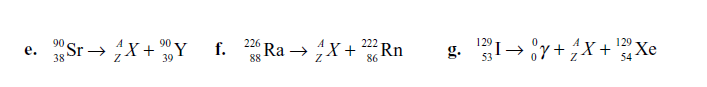 e. ⁹⁰₃₈Sr → ᴬ_Z X + ⁹⁰₃₉Y f. ²²⁶₈₈Ra → ᴬ_Z X + ²²²₈₆Rn g. ¹²⁹₅₃I → ⁰₀γ + ᴬ_Z X + ¹²⁹₅₄Xe